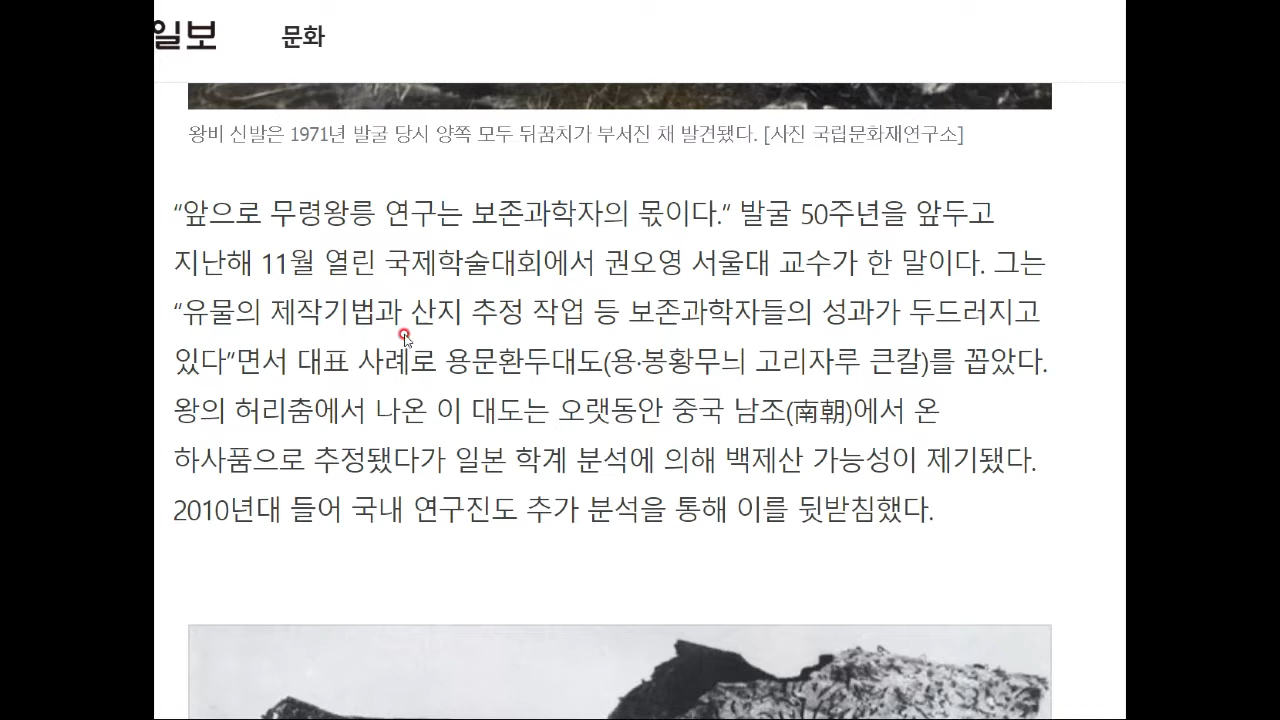 일보
문화
왕비 신발은 1971년 발굴 당시 양쪽 모두 뒤꿈치가 부서진 채 발견됐다. [사진 국립문화재연구소]
“앞으로 무령왕릉 연구는 보존과학자의 몫이다.” 발굴 50주년을 앞두고
지난해 11월 열린 국제학술대회에서 권오영 서울대 교수가 한 말이다. 그는
“유물의 제작기법과 산지 추정 작업 등 보존과학자들의 성과가 두드러지고
있다”면서 대표 사례로 용문환두대도(용·봉황무늬 고리자루 큰칼)를 꼽았다.
왕의 허리춤에서 나온 이 대도는 오랫동안 중국 남조(南朝)에서 온
하사품으로 추정됐다가 일본 학계 분석에 의해 백제산 가능성이 제기됐다.
2010년대 들어 국내 연구진도 추가 분석을 통해 이를 뒷받침했다.